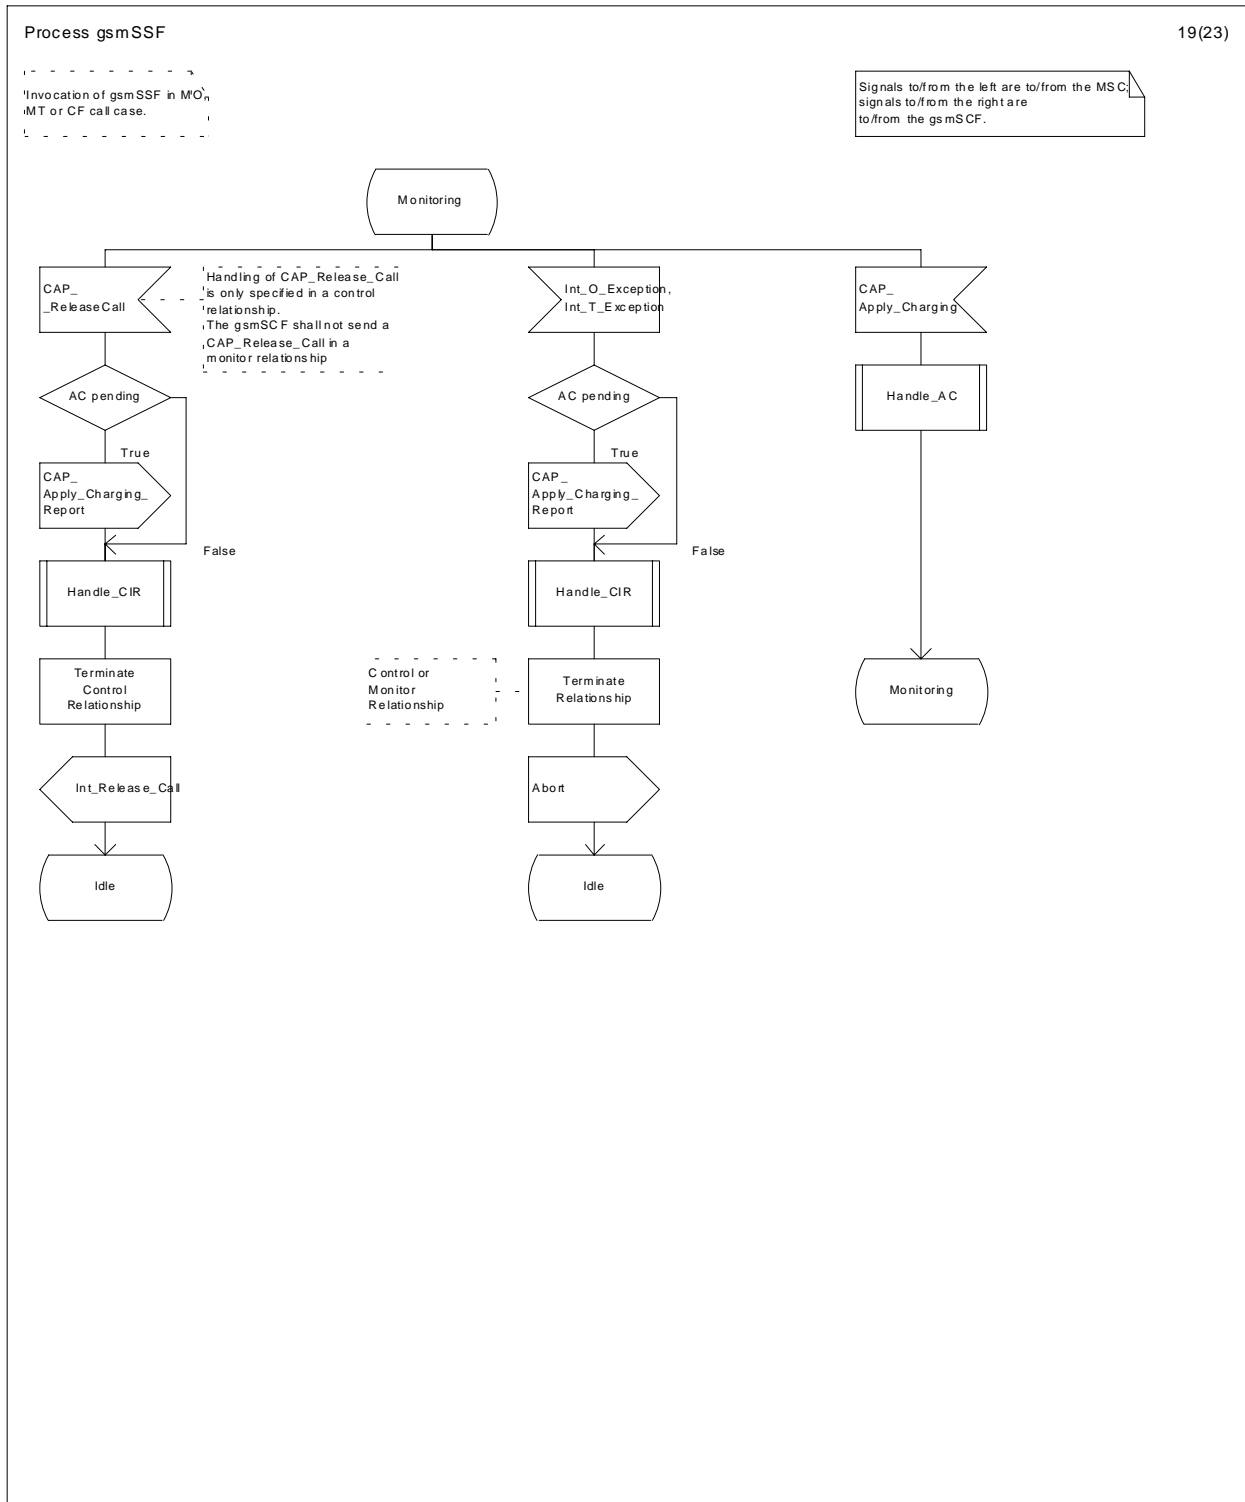 Process gsmSSF
19(23)
Invocation of gsmSSF in MO,
MT or CF call case.
Signals to/from the left are to/from the MSC;
signals to/from the right are
to/from the gsmSCF.
Monitoring
CAP_
_ReleaseCall
Handling of CAP_Release_Call
is only specified in a control
relationship.
The gsmSCF shall not send a
CAP_Release_Call in a
monitor relationship
Int_O_Exception,
Int_T_Exception
CAP_
Apply_Charging
AC pending
AC pending
Handle_AC
True
True
CAP_
Apply_Charging_
Report
CAP_
Apply_Charging_
Report
False
False
Handle_CIR
Handle_CIR
Terminate
Control
Relationship
Control or
Monitor
Relationship
Terminate
Relationship
Monitoring
Int_Release_Call
Abort
Idle
Idle